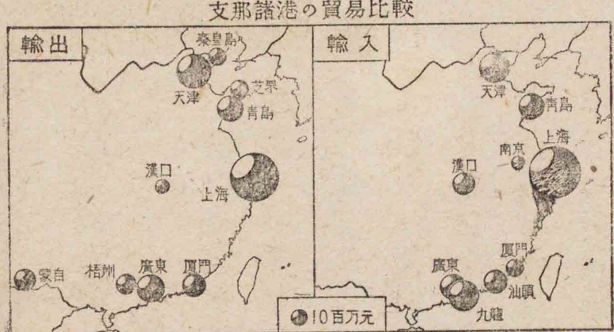 支那諸港の貿易比較
輸出
秦皇島
天津
芝罘
靑島
漢口
上海
蒙自
梧州
廣東
厦門
輸入
天津
靑島
上海
南京
漢口
厦門
廣東
汕頭
九龍
10百万元